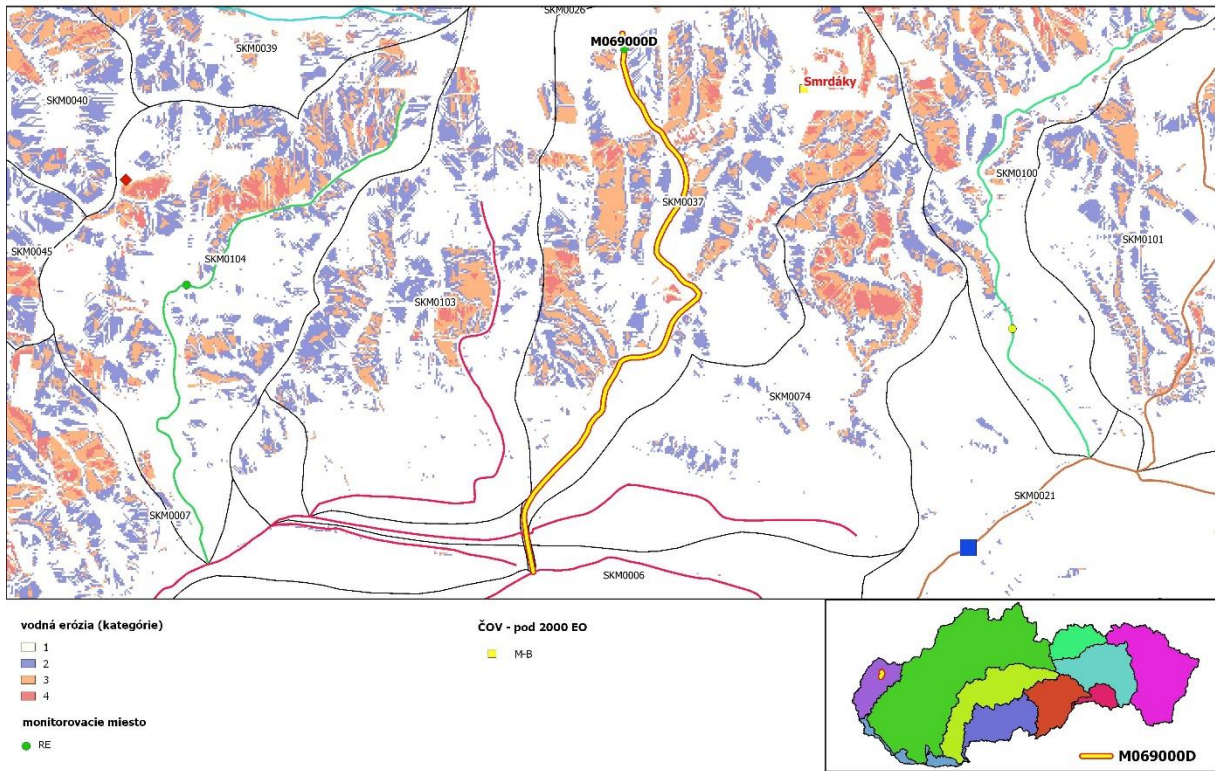 SKM0026
M069000D
SKM0039
Smrdáky
SKM0040
SKM0100
SKM0037
SKM0101
SKM0045
SKM0104
SKM0103
SKM0074
SKM0021
SKM0007
SKM0006
vodná erózia (kategórie)
1
2
3
4
monitorovacie miesto
RE
ČOV - pod 2000 EO
M-B
M069000D